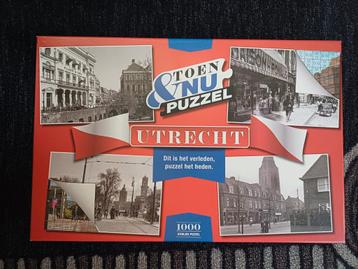 TOEN
& NU
PUZZEL
UTRECHT
Dit is het verleden,
puzzel het heden.
1000